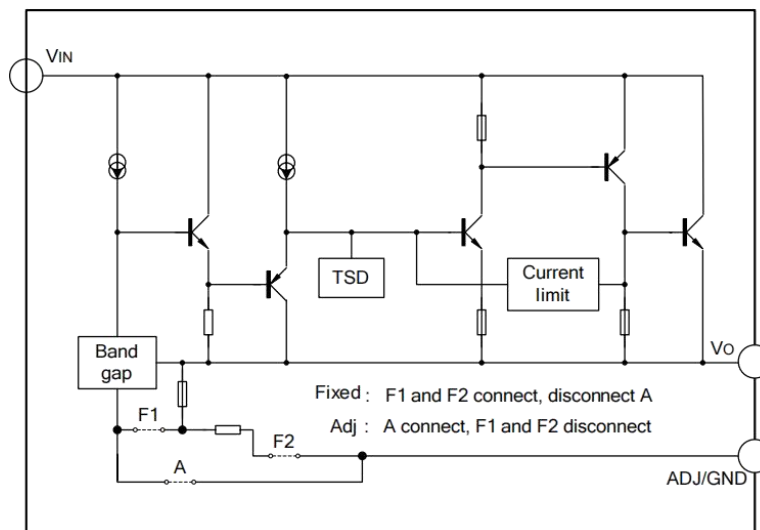 VIN
TSD
Current
limit
Band
gap
VO
Fixed : F1 and F2 connect, disconnect A
F1
Adj : A connect, F1 and F2 disconnect
F2
A
ADJ/GND